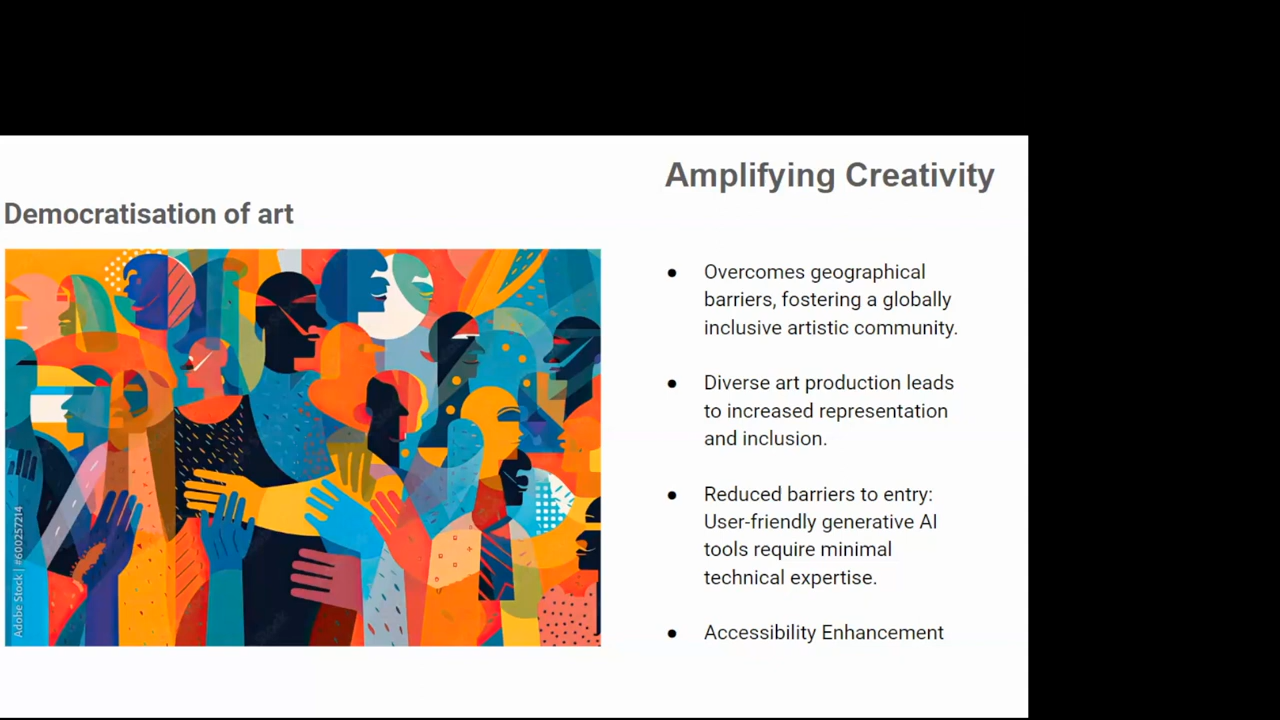 Amplifying Creativity
Democratisation of art
● Overcomes geographical
barriers, fostering a globally
inclusive artistic community.
● Diverse art production leads
to increased representation
and inclusion.
● Reduced barriers to entry:
User-friendly generative AI
tools require minimal
technical expertise.
● Accessibility Enhancement
Adobe Stock | #600257214